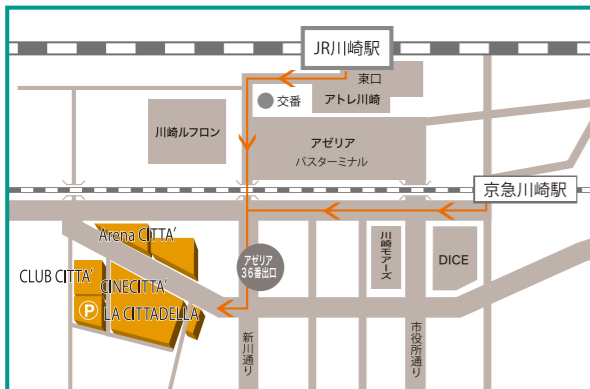 JR川崎駅
東口
アトレ川崎
交番
川崎ルフロン
アゼリア
バスターミナル
京急川崎駅
Arena CITTA'
CLUB CITTA'
CINECITTA'
P
LA CITTADELLA
アゼリア
36番出口
川崎モアーズ
DICE
新川通り
市役所通り